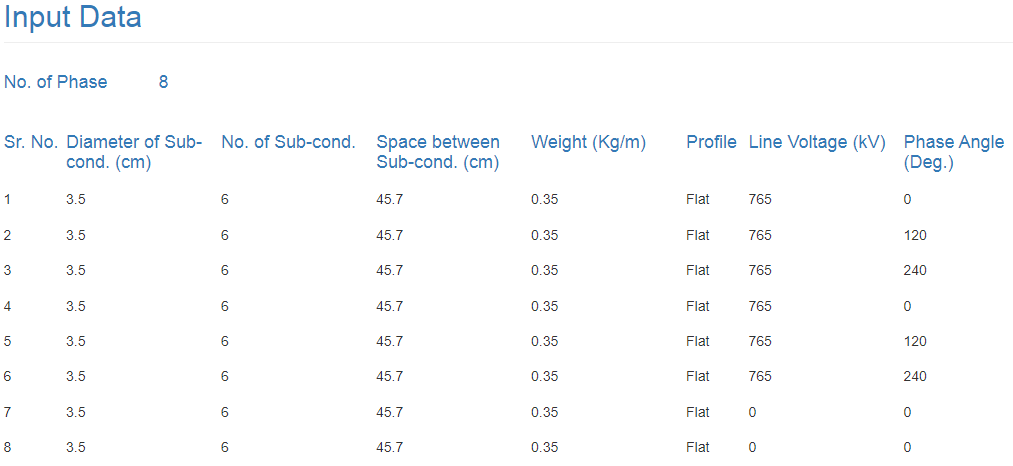 Input Data
No. of Phase 8
Sr. No. Diameter of Sub- No. of Sub-cond. Space between Weight (Kg/m) Profile Line Voltage (kV) Phase Angle
cond. (cm) Sub-cond. (cm) (Deg.)
1 3.5 6 45.7 0.35 Flat 765 0
2 3.5 6 45.7 0.35 Flat 765 120
3 3.5 6 45.7 0.35 Flat 765 240
4 3.5 6 45.7 0.35 Flat 765 0
5 3.5 6 45.7 0.35 Flat 765 120
6 3.5 6 45.7 0.35 Flat 765 240
7 3.5 6 45.7 0.35 Flat 0 0
8 3.5 6 45.7 0.35 Flat 0 0